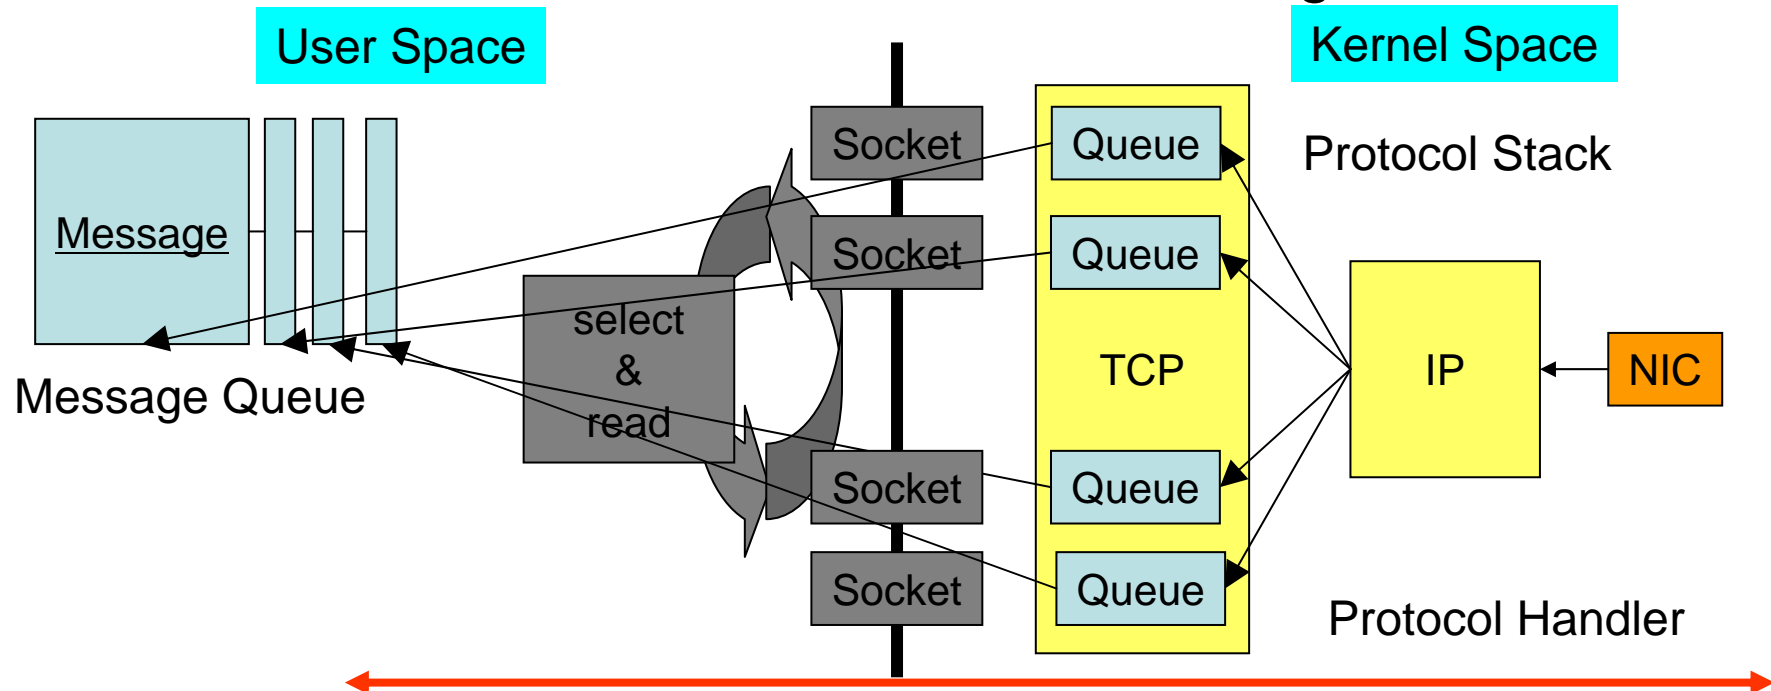 User Space
Kernel Space
Socket
Queue
Protocol Stack
Message
Socket
Queue
select
&
read
TCP
IP
NIC
Message Queue
Socket
Queue
Socket
Queue
Protocol Handler